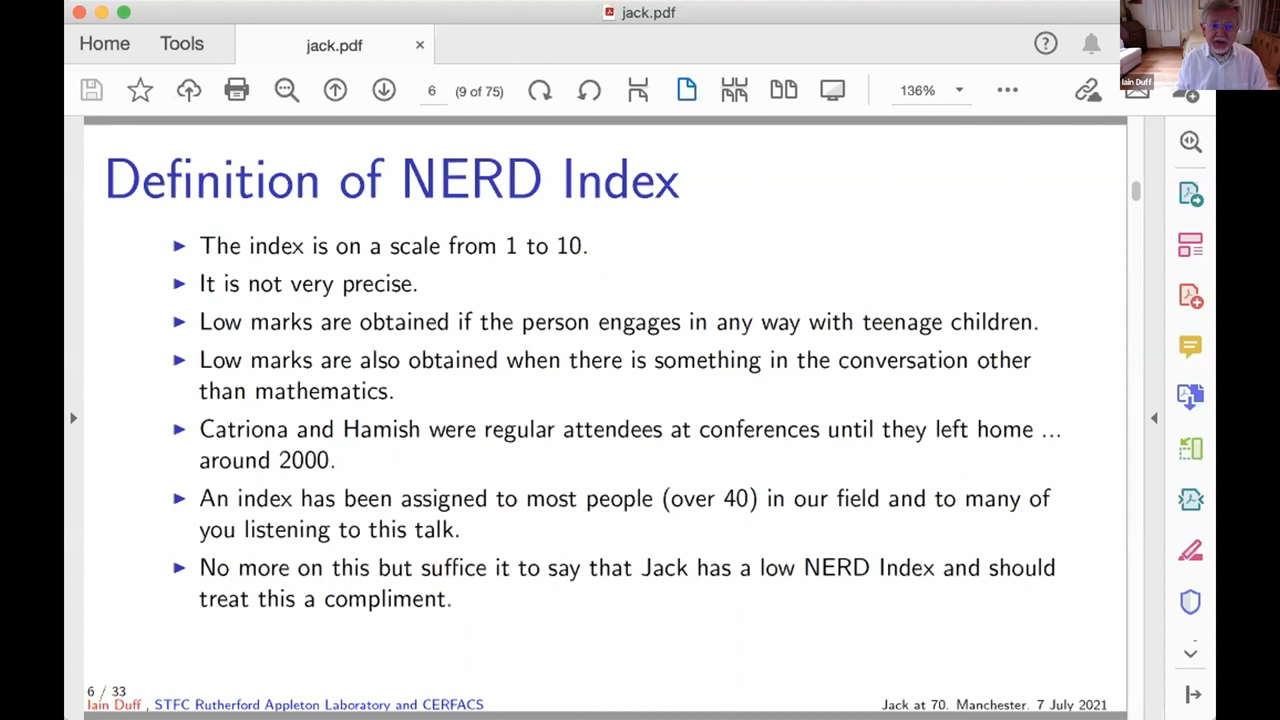 jack.pdf
Home
Tools
jack.pdf
×
6
(9 of 75)
136%
Iain Duff
Definition of NERD Index
The index is on a scale from 1 to 10.
It is not very precise.
Low marks are obtained if the person engages in any way with teenage children.
Low marks are also obtained when there is something in the conversation other
than mathematics.
Catriona and Hamish were regular attendees at conferences until they left home ...
around 2000.
An index has been assigned to most people (over 40) in our field and to many of
you listening to this talk.
No more on this but suffice it to say that Jack has a low NERD Index and should
treat this a compliment.
6 / 33
Iain Duff , STFC Rutherford Appleton Laboratory and CERFACS
Jack at 70. Manchester. 7 July 2021